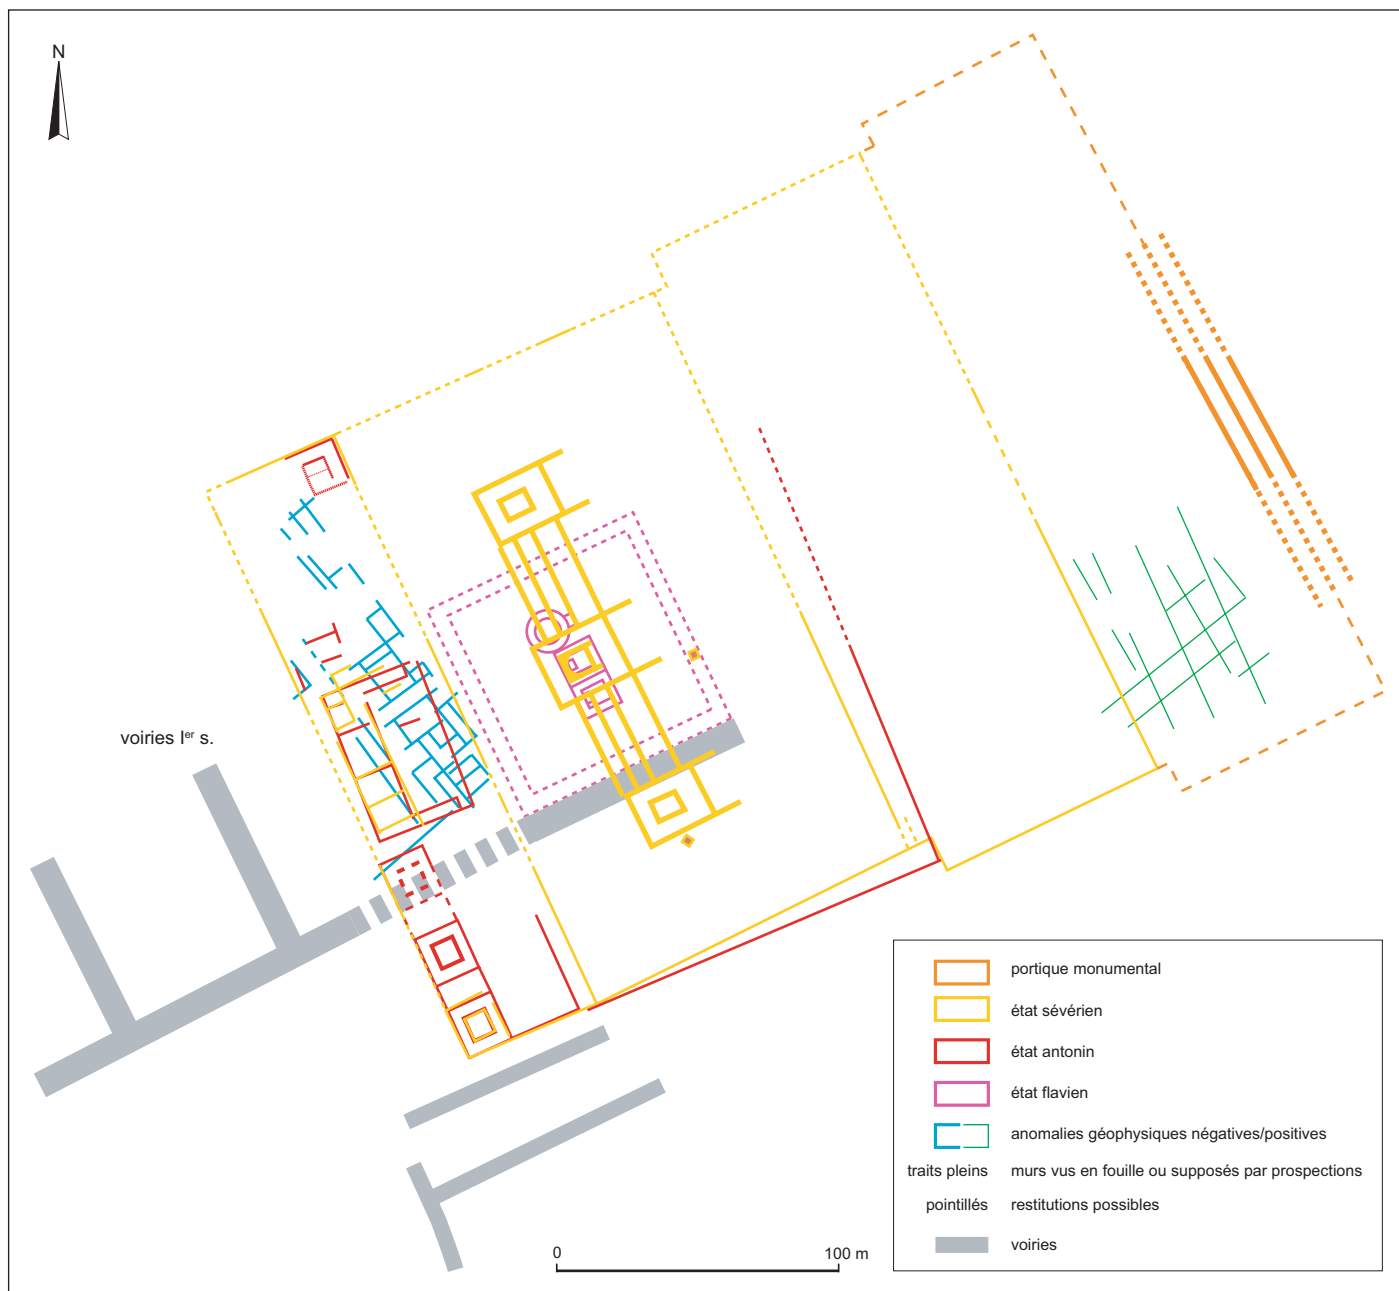 N
voiries Ier s.
portique monumental
état sévérien
état antonin
état flavien
anomalies géophysiques négatives/positives
traits pleins murs vus en fouille ou supposés par prospections
pointillés restitutions possibles
voiries
0 100 m